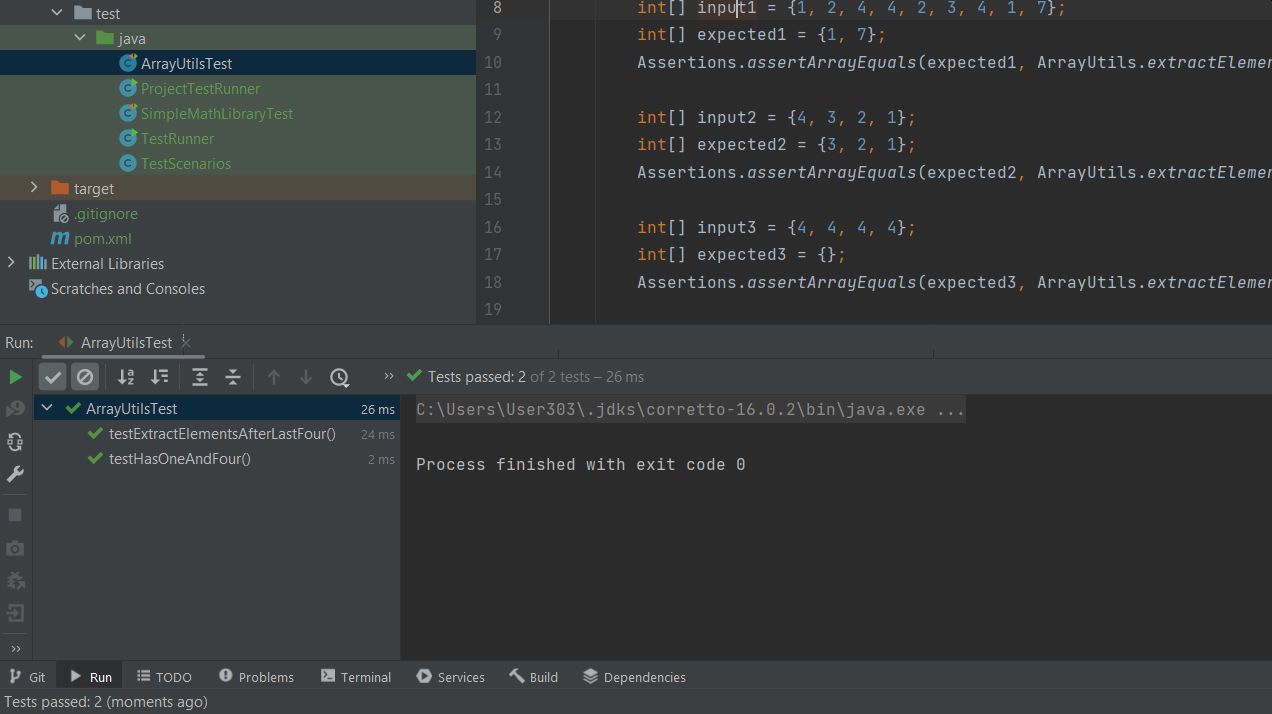 test
java
ArrayUtilsTest
ProjectTestRunner
SimpleMathLibraryTest
TestRunner
TestScenarios
target
.gitignore
pom.xml
External Libraries
Scratches and Consoles
8 int[] input1 = {1, 2, 4, 4, 2, 3, 4, 1, 7};
9 int[] expected1 = {1, 7};
10 Assertions.assertArrayEquals(expected1, ArrayUtils.extractElemen
11
12 int[] input2 = {4, 3, 2, 1};
13 int[] expected2 = {3, 2, 1};
14 Assertions.assertArrayEquals(expected2, ArrayUtils.extractElemen
15
16 int[] input3 = {4, 4, 4, 4};
17 int[] expected3 = {};
18 Assertions.assertArrayEquals(expected3, ArrayUtils.extractElemen
19
Run: ArrayUtilsTest
Tests passed: 2 of 2 tests – 26 ms
ArrayUtilsTest 26 ms
testExtractElementsAfterLastFour() 24 ms
testHasOneAndFour() 2 ms
C:\Users\User303\.jdks\corretto-16.0.2\bin\java.exe ...
Process finished with exit code 0
Git Run TODO Problems Terminal Services Build Dependencies
Tests passed: 2 (moments ago)